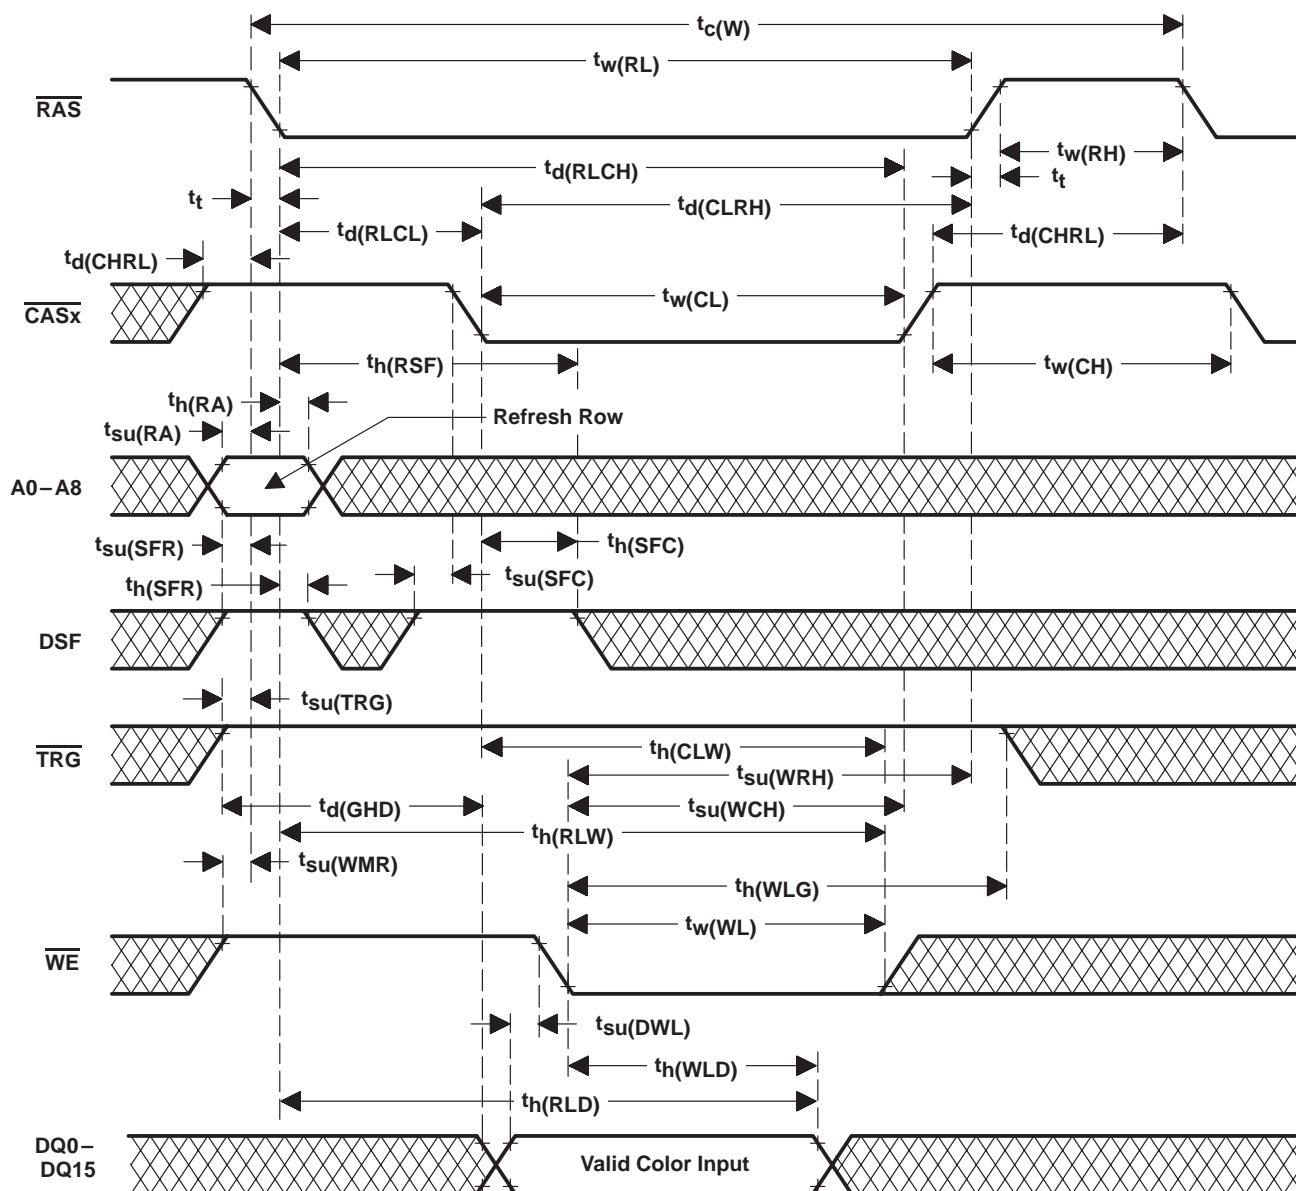 tc(W)
tw(RL)
RAS
tw(RH)
td(RLCH)
tt
tt
td(CLRH)
td(RLCL)
td(CHRL)
td(CHRL)
CASx
tw(CL)
th(RSF)
tw(CH)
th(RA)
Refresh Row
tsu(RA)
A0–A8
tsu(SFR)
th(SFC)
th(SFR)
tsu(SFC)
DSF
tsu(TRG)
TRG
th(CLW)
tsu(WRH)
td(GHD)
tsu(WCH)
th(RLW)
tsu(WMR)
th(WLG)
tw(WL)
WE
tsu(DWL)
th(WLD)
th(RLD)
DQ0–
DQ15
Valid Color Input